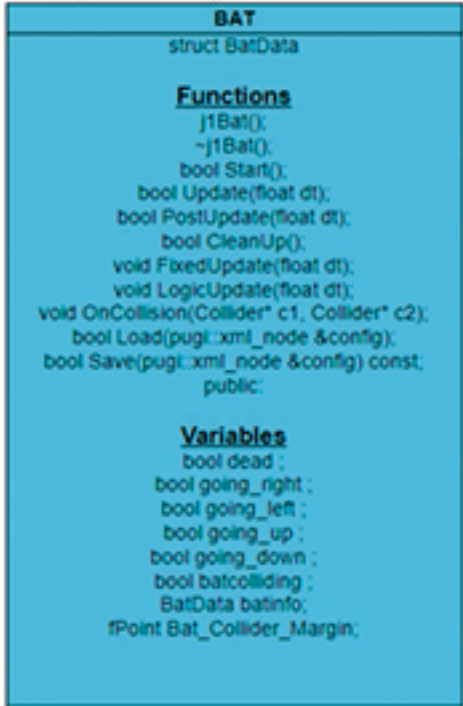 BAT
struct BatData
Functions
j1Bat();
~j1Bat();
bool Start();
bool Update(float dt);
bool PostUpdate(float dt);
bool CleanUp();
void FixedUpdate(float dt);
void LogicUpdate(float dt);
void OnCollision(Collider* c1, Collider* c2);
bool Load(pugi::xml_node &config);
bool Save(pugi::xml_node &config) const;
public:
Variables
bool dead ;
bool going_right ;
bool going_left ;
bool going_up ;
bool going_down ;
bool batcolliding ;
BatData batinfo;
fPoint Bat_Collider_Margin;